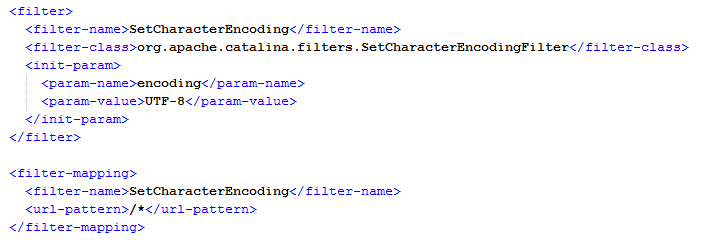 <filter>
  <filter-name>SetCharacterEncoding</filter-name>
  <filter-class>org.apache.catalina.filters.SetCharacterEncodingFilter</filter-class>
  <init-param>
    <param-name>encoding</param-name>
    <param-value>UTF-8</param-value>
  </init-param>
</filter>

<filter-mapping>
  <filter-name>SetCharacterEncoding</filter-name>
  <url-pattern>/*</url-pattern>
</filter-mapping>